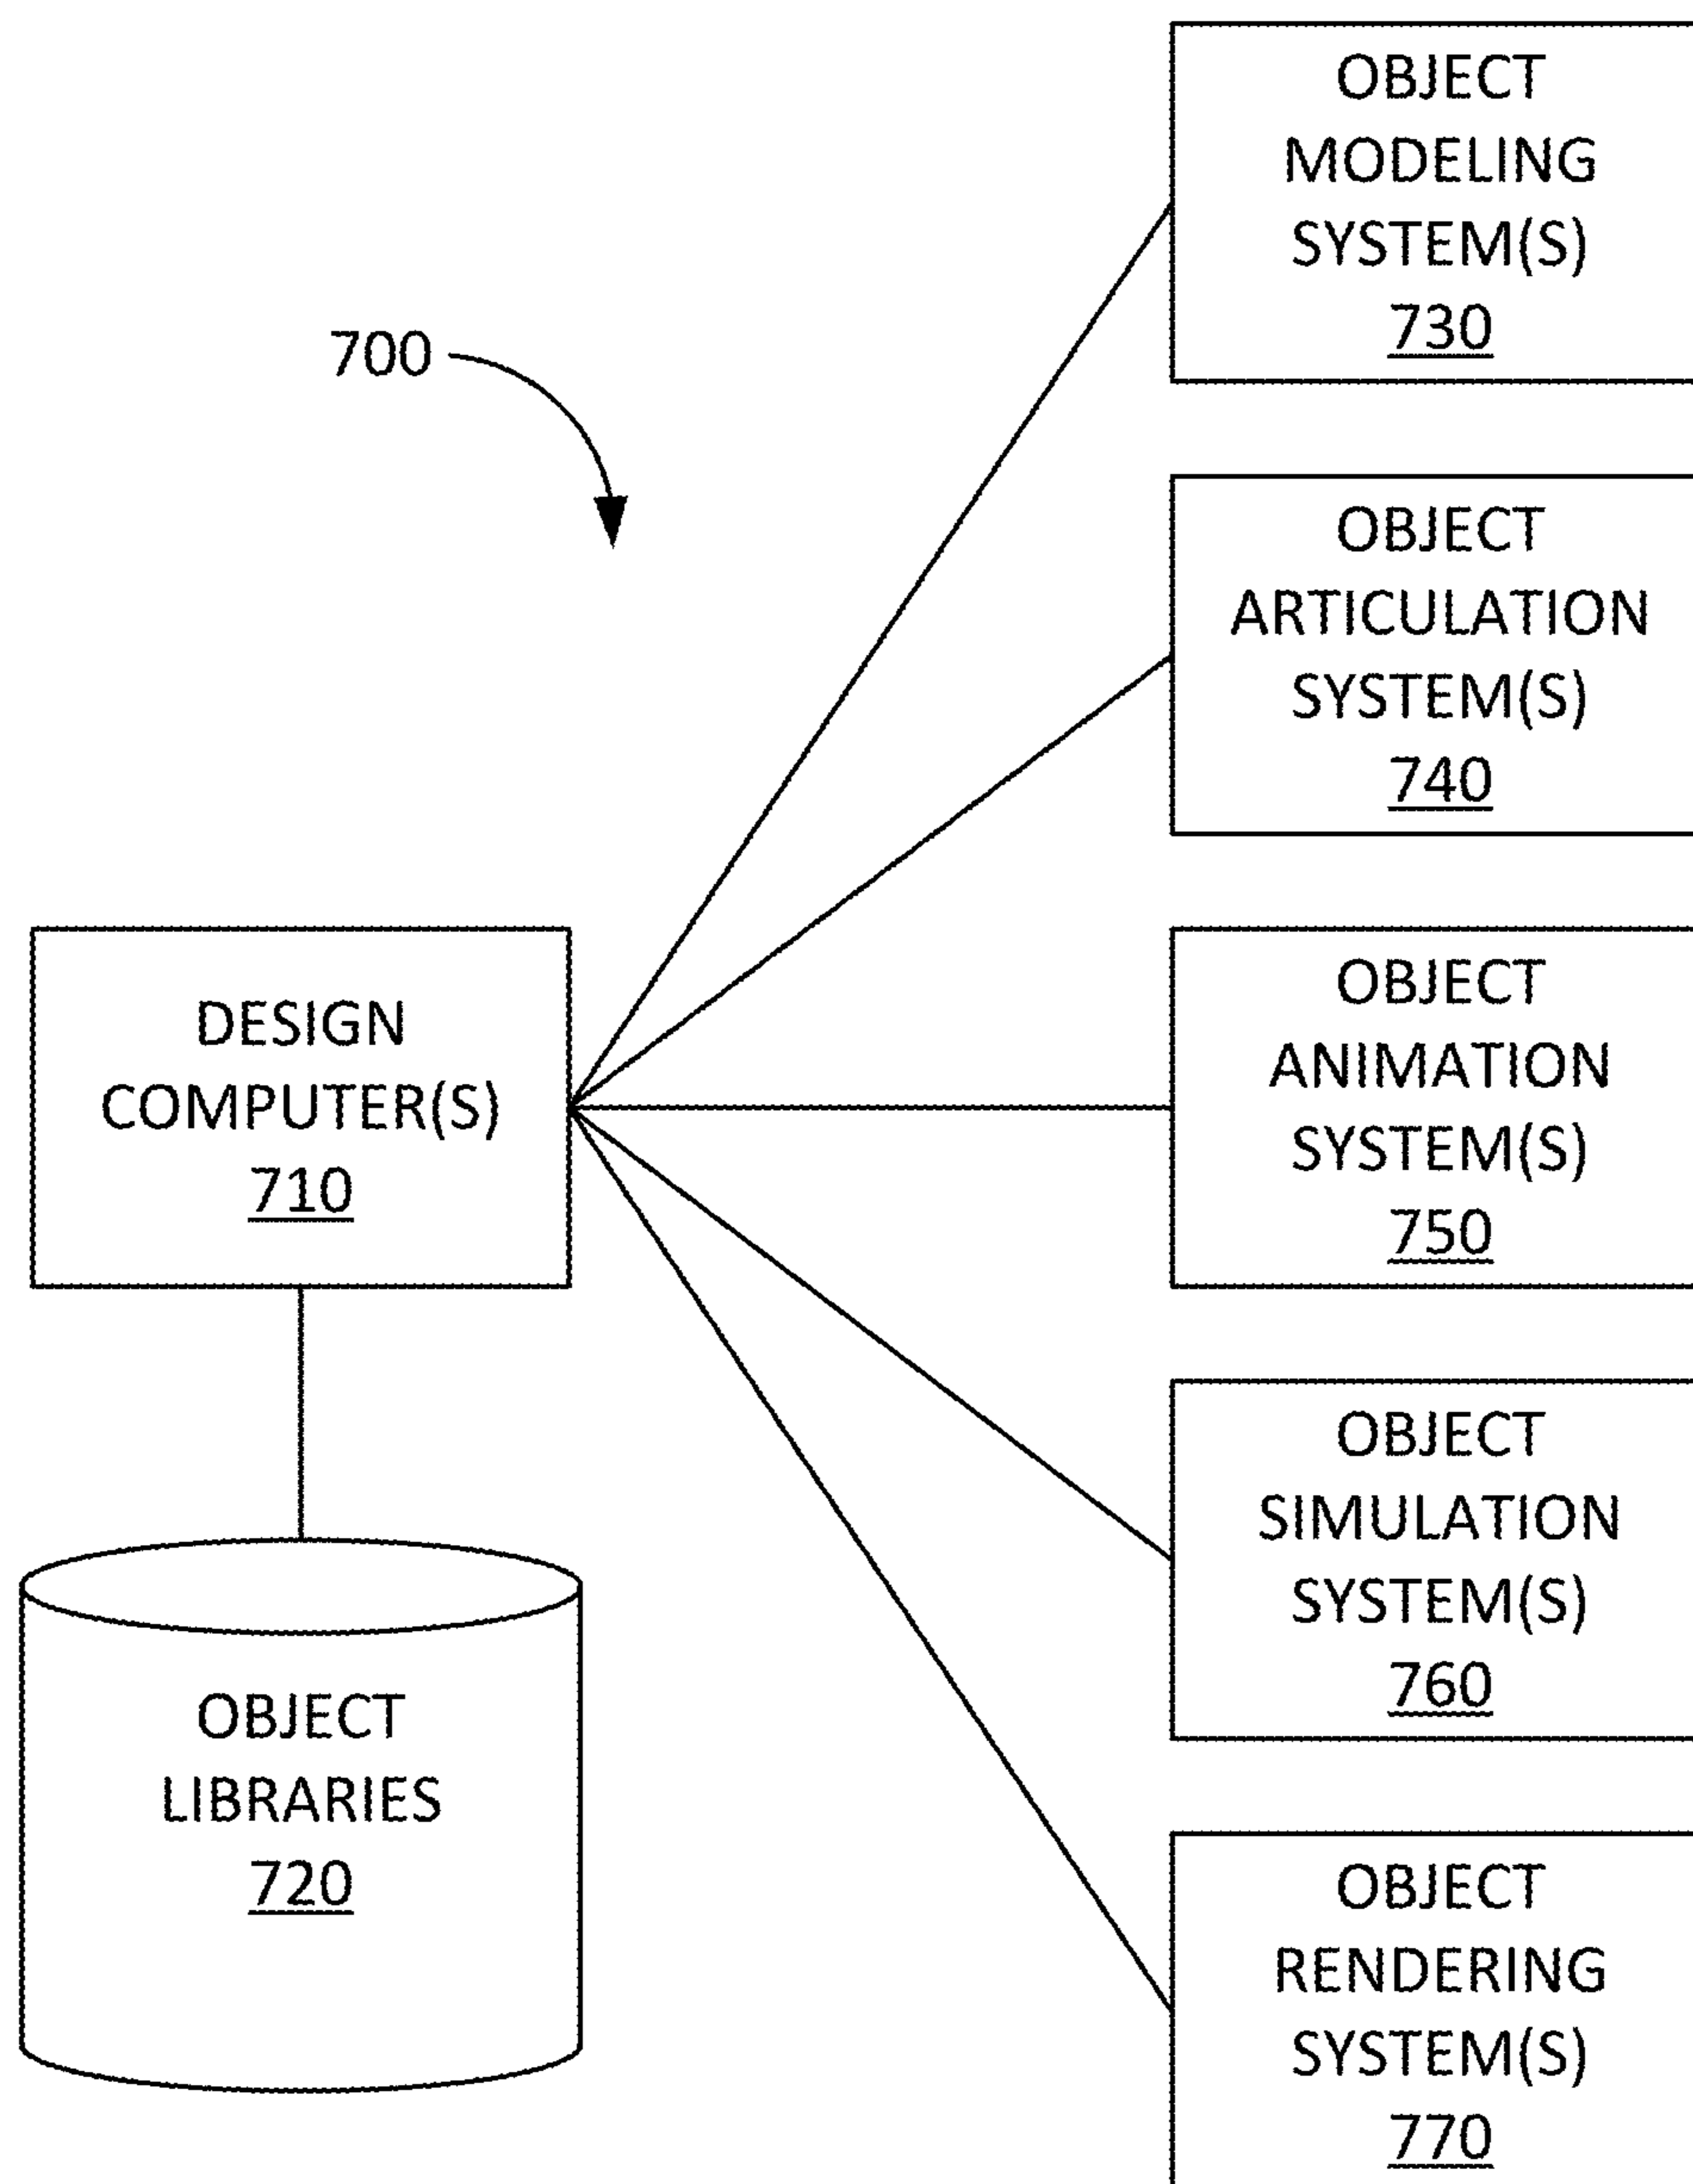 OBJECT
MODELING
SYSTEM(S)
730
700
OBJECT
ARTICULATION
SYSTEM(S)
740
DESIGN
COMPUTER(S)
710
OBJECT
ANIMATION
SYSTEM(S)
750
OBJECT
SIMULATION
SYSTEM(S)
760
OBJECT
LIBRARIES
720
OBJECT
RENDERING
SYSTEM(S)
770